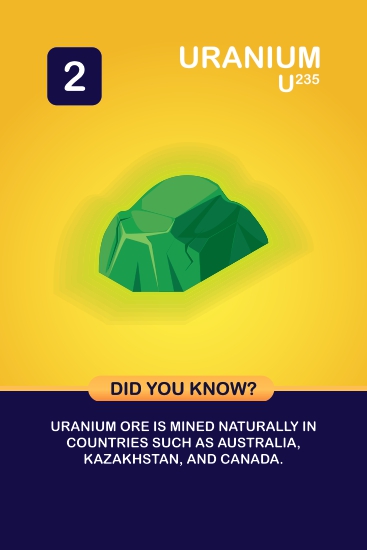 2
URANIUM
U²³⁵
DID YOU KNOW?
URANIUM ORE IS MINED NATURALLY IN
COUNTRIES SUCH AS AUSTRALIA,
KAZAKHSTAN, AND CANADA.